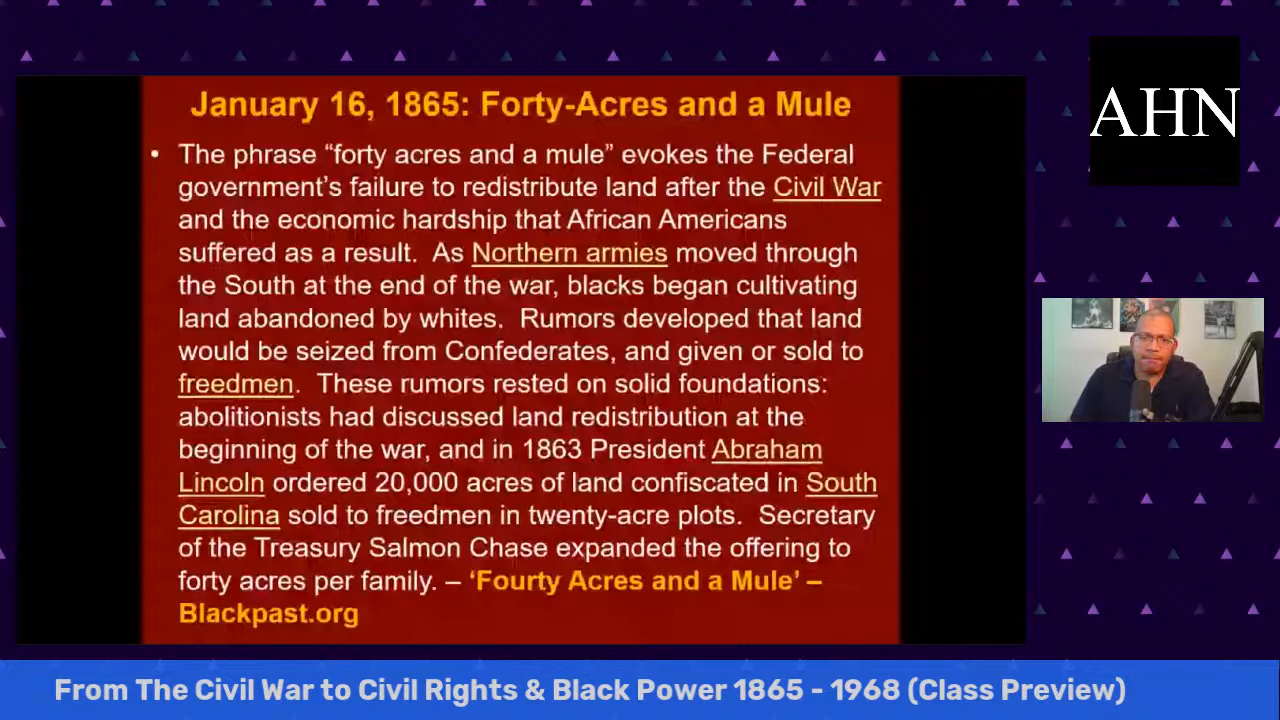 January 16, 1865: Forty-Acres and a Mule
AHN
• The phrase “forty acres and a mule” evokes the Federal
government’s failure to redistribute land after the Civil War
and the economic hardship that African Americans
suffered as a result.  As Northern armies moved through
the South at the end of the war, blacks began cultivating
land abandoned by whites.  Rumors developed that land
would be seized from Confederates, and given or sold to
freedmen.  These rumors rested on solid foundations:
abolitionists had discussed land redistribution at the
beginning of the war, and in 1863 President Abraham
Lincoln ordered 20,000 acres of land confiscated in South
Carolina sold to freedmen in twenty-acre plots.  Secretary
of the Treasury Salmon Chase expanded the offering to
forty acres per family. – ‘Fourty Acres and a Mule’ –
Blackpast.org
From The Civil War to Civil Rights & Black Power 1865 - 1968 (Class Preview)